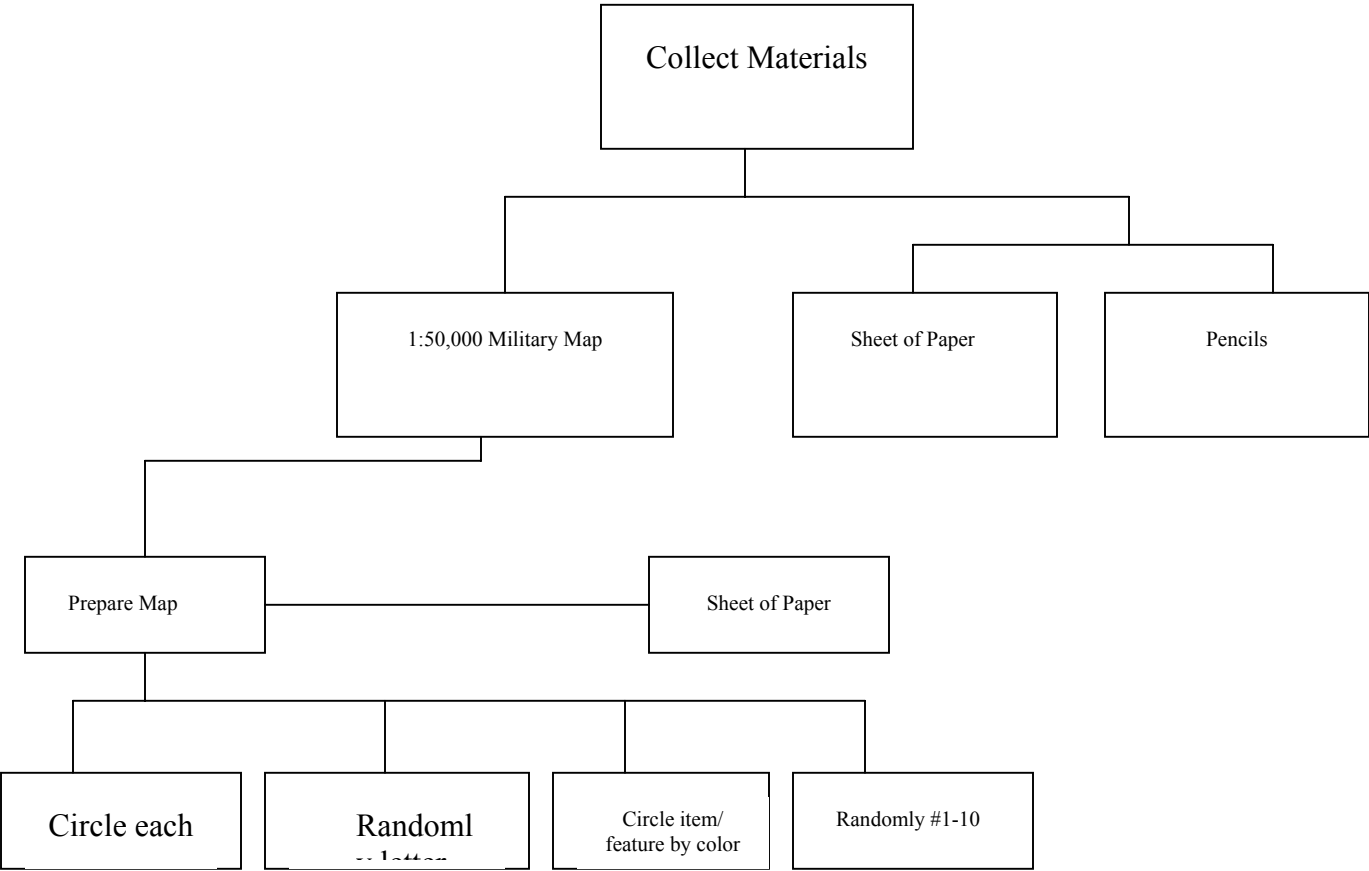 Collect Materials
1:50,000 Military Map
Sheet of Paper
Pencils
Prepare Map
Sheet of Paper
Circle each
Randoml
y letter
Circle item/
feature by color
Randomly #1-10